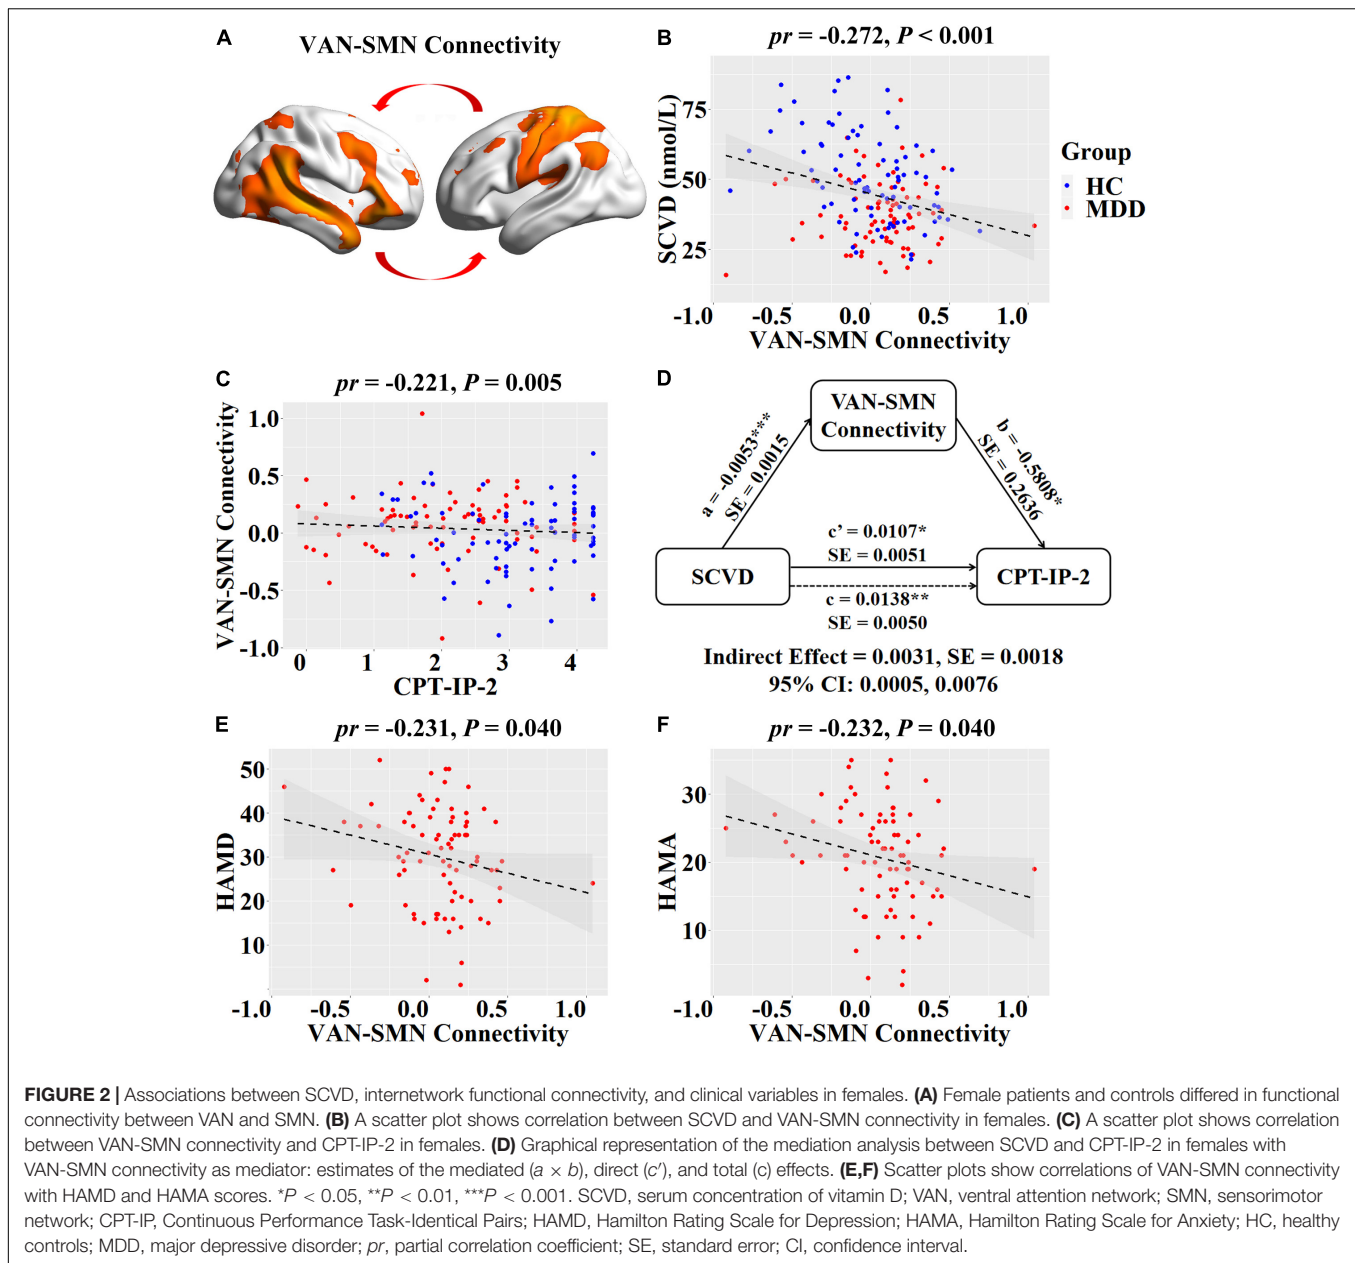 A
VAN-SMN Connectivity
B
pr = -0.272, P < 0.001
SCVD (nmol/L)
75
50
25
-1.0 -0.5 0.0 0.5 1.0
VAN-SMN Connectivity
Group
HC
MDD
C
pr = -0.221, P = 0.005
VAN-SMN Connectivity
1.0
0.5
0.0
-0.5
-1.0
0 1 2 3 4
CPT-IP-2
D
VAN-SMN
Connectivity
a = -0.0053***
SE = 0.0015
b = -0.5808*
SE = 0.2636
c’ = 0.0107*
SE = 0.0051
SCVD
CPT-IP-2
c = 0.0138**
SE = 0.0050
Indirect Effect = 0.0031, SE = 0.0018
95% CI: 0.0005, 0.0076
E
pr = -0.231, P = 0.040
HAMD
50
40
30
20
10
-1.0 -0.5 0.0 0.5 1.0
VAN-SMN Connectivity
F
pr = -0.232, P = 0.040
HAMA
30
20
10
-1.0 -0.5 0.0 0.5 1.0
VAN-SMN Connectivity
FIGURE 2 | Associations between SCVD, internetwork functional connectivity, and clinical variables in females. (A) Female patients and controls differed in functional
connectivity between VAN and SMN. (B) A scatter plot shows correlation between SCVD and VAN-SMN connectivity in females. (C) A scatter plot shows correlation
between VAN-SMN connectivity and CPT-IP-2 in females. (D) Graphical representation of the mediation analysis between SCVD and CPT-IP-2 in females with
VAN-SMN connectivity as mediator: estimates of the mediated (a × b), direct (c′), and total (c) effects. (E,F) Scatter plots show correlations of VAN-SMN connectivity
with HAMD and HAMA scores. *P < 0.05, **P < 0.01, ***P < 0.001. SCVD, serum concentration of vitamin D; VAN, ventral attention network; SMN, sensorimotor
network; CPT-IP, Continuous Performance Task-Identical Pairs; HAMD, Hamilton Rating Scale for Depression; HAMA, Hamilton Rating Scale for Anxiety; HC, healthy
controls; MDD, major depressive disorder; pr, partial correlation coefficient; SE, standard error; CI, confidence interval.